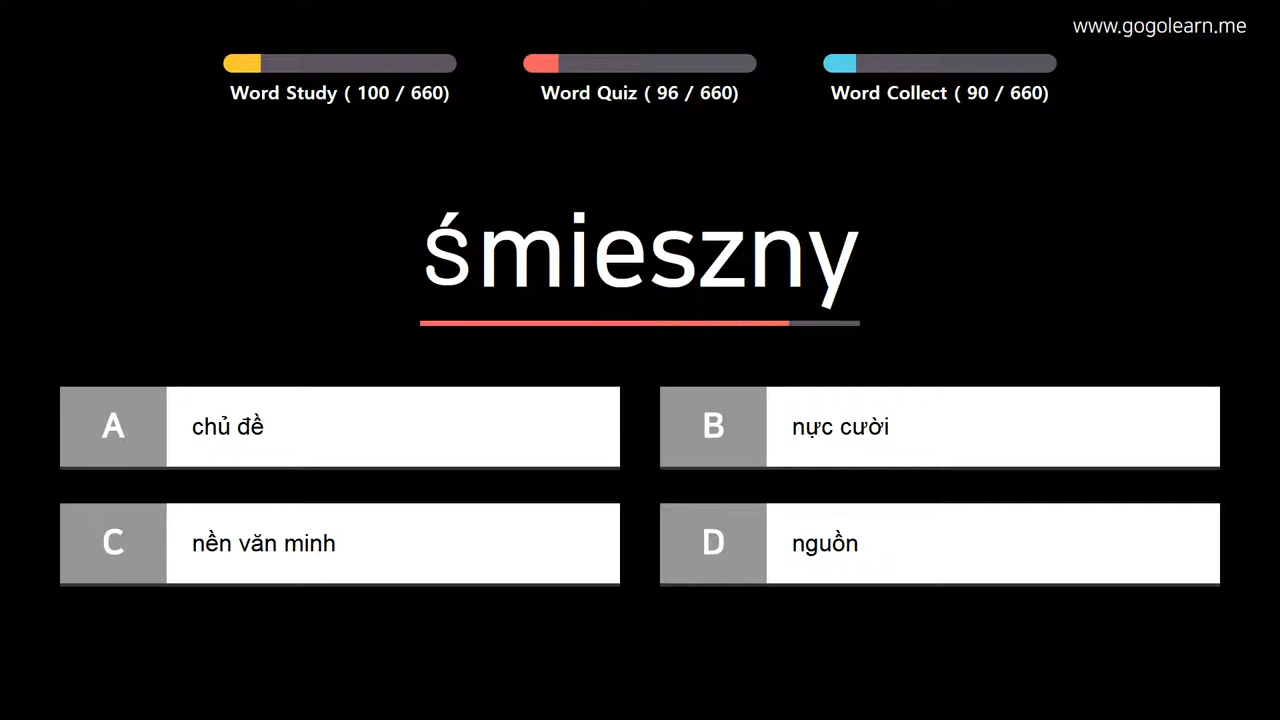 www.gogolearn.me
Word Study ( 100 / 660)
Word Quiz ( 96 / 660)
Word Collect ( 90 / 660)
śmieszny
A chủ đề
B nực cười
C nền văn minh
D nguồn